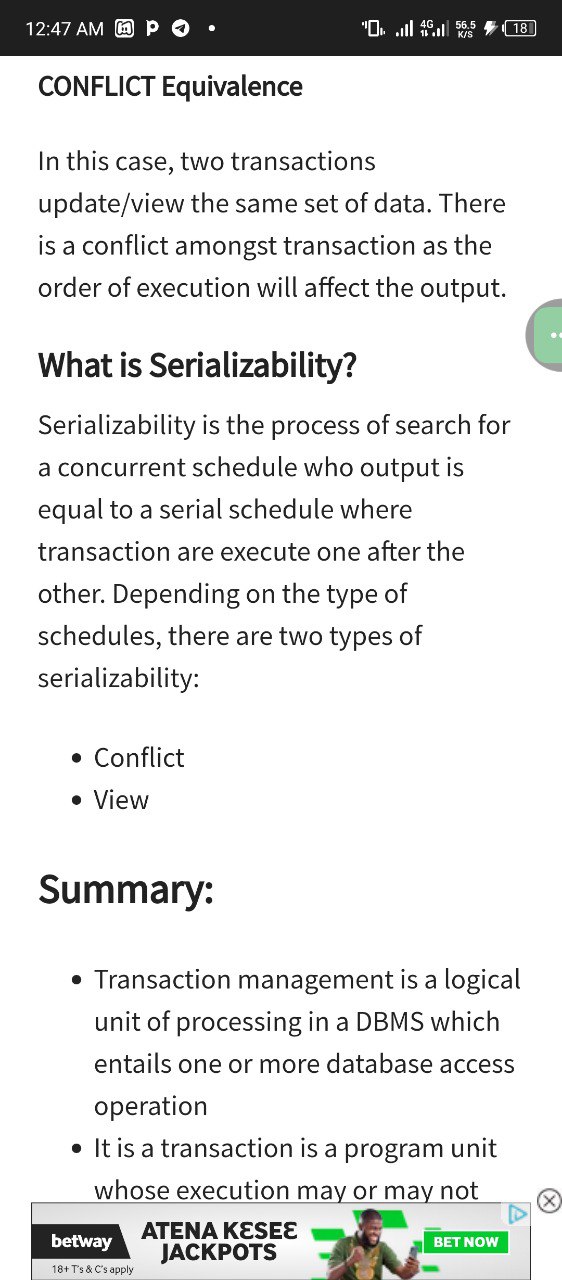 12:47 AM
4G
56.5
K/S
18
CONFLICT Equivalence
In this case, two transactions
update/view the same set of data. There
is a conflict amongst transaction as the
order of execution will affect the output.
What is Serializability?
Serializability is the process of search for
a concurrent schedule who output is
equal to a serial schedule where
transaction are execute one after the
other. Depending on the type of
schedules, there are two types of
serializability:
• Conflict
• View
Summary:
• Transaction management is a logical
unit of processing in a DBMS which
entails one or more database access
operation
• It is a transaction is a program unit
whose execution may or may not
betway
18+ T's & C's apply
ATENA KƐSEƐ
JACKPOTS
BET NOW